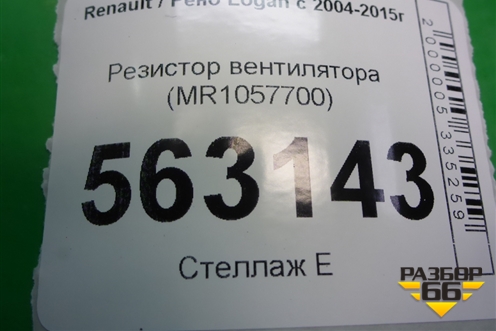 Renault / Рено Logan с 2004-2015г
Резистор вентилятора
(MR1057700)
563143
Стеллаж Е
2000005335259
РАЗБОР
66